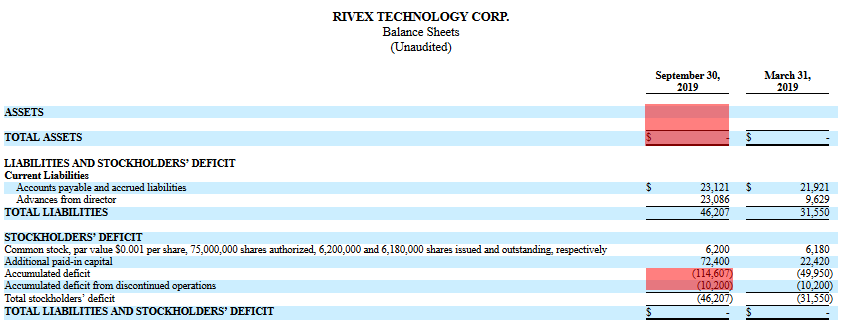 RIVEX TECHNOLOGY CORP.
Balance Sheets
(Unaudited)
September 30, March 31,
2019 2019
ASSETS
TOTAL ASSETS $ - $ -
LIABILITIES AND STOCKHOLDERS’ DEFICIT
Current Liabilities
Accounts payable and accrued liabilities $ 23,121 $ 21,921
Advances from director 23,086 9,629
TOTAL LIABILITIES 46,207 31,550
STOCKHOLDERS’ DEFICIT
Common stock, par value $0.001 per share, 75,000,000 shares authorized, 6,200,000 and 6,180,000 shares issued and outstanding, respectively 6,200 6,180
Additional paid-in capital 72,400 22,420
Accumulated deficit (114,607) (49,950)
Accumulated deficit from discontinued operations (10,200) (10,200)
Total stockholders’ deficit (46,207) (31,550)
TOTAL LIABILITIES AND STOCKHOLDERS’ DEFICIT $ - $ -